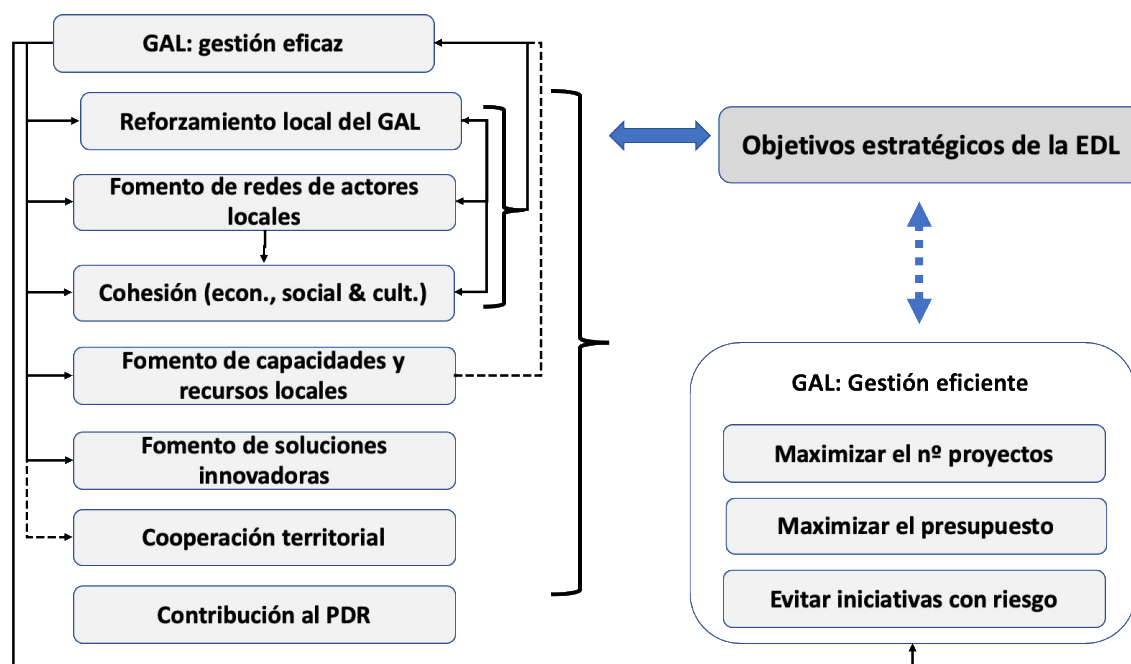 GAL: gestión eficaz
Reforzamiento local del GAL
Fomento de redes de actores
locales
Cohesión (econ., social & cult.)
Fomento de capacidades y
recursos locales
Fomento de soluciones
innovadoras
Cooperación territorial
Contribución al PDR
Objetivos estratégicos de la EDL
GAL: Gestión eficiente
Maximizar el nº proyectos
Maximizar el presupuesto
Evitar iniciativas con riesgo